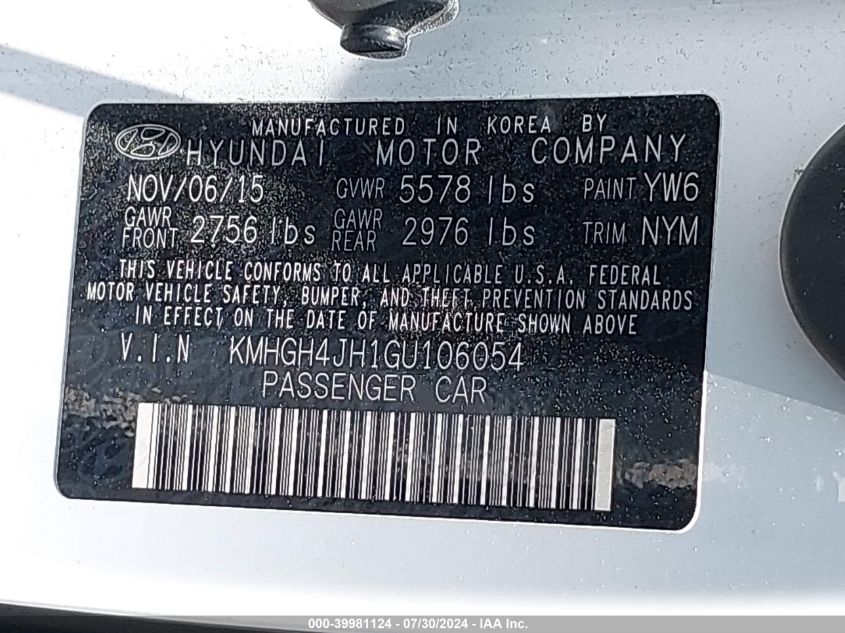 MANUFACTURED IN KOREA BY
HYUNDAI MOTOR COMPANY
NOV/06/15 GVWR 5578 lbs PAINT YW6
GAWR FRONT 2756 lbs GAWR REAR 2976 lbs TRIM NYM
THIS VEHICLE CONFORMS TO ALL APPLICABLE U.S.A. FEDERAL
MOTOR VEHICLE SAFETY, BUMPER, AND THEFT PREVENTION STANDARDS
IN EFFECT ON THE DATE OF MANUFACTURE SHOWN ABOVE
V.I.N KMHGH4JH1GU106054
PASSENGER CAR
000-39981124 - 07/30/2024 - IAA Inc.